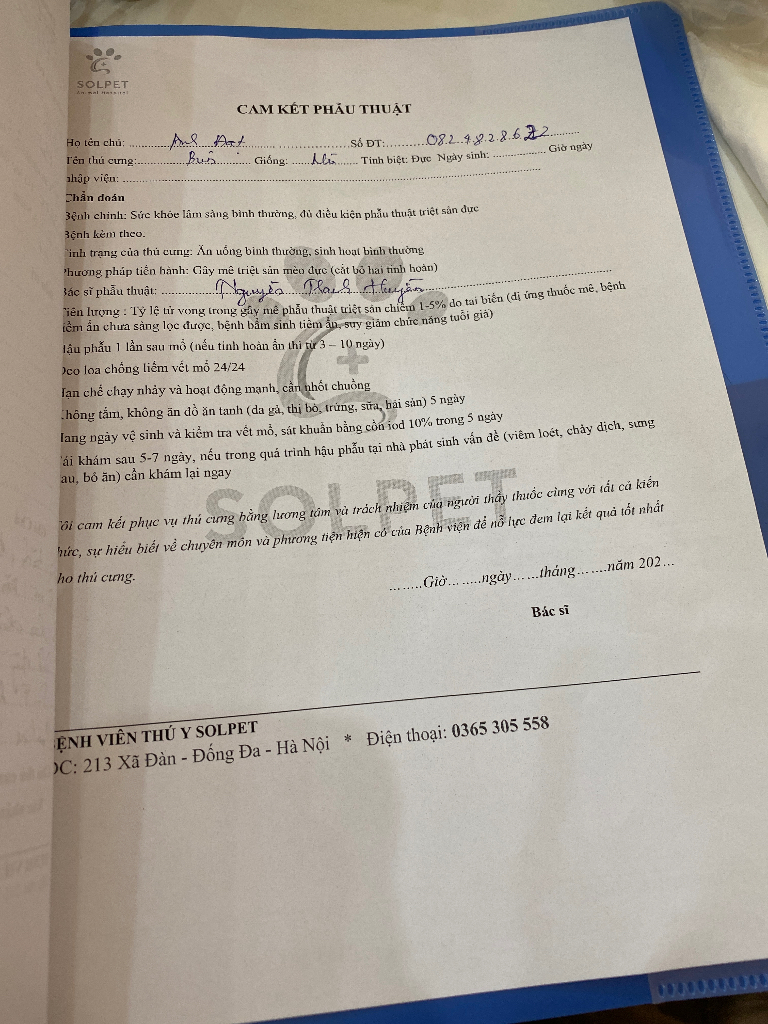 SOLPET
Animal Hospital
CAM KẾT PHẪU THUẬT
Họ tên chủ: Anh Đạt Số ĐT: 082.482.8.6.22
Tên thú cưng: Giống: Tính biệt: Đực Ngày sinh: Giờ ngày
nhập viện:
Chẩn đoán
Bệnh chính: Sức khỏe lâm sàng bình thường, đủ điều kiện phẫu thuật triệt sản đực
Bệnh kèm theo.
Tình trạng của thú cưng: Ăn uống bình thường, sinh hoạt bình thường
Phương pháp tiến hành: Gây mê triệt sản mèo đực (cắt bỏ hai tinh hoàn)
Bác sĩ phẫu thuật: Nguyễn Thanh Huyền
Tiên lượng : Tỷ lệ tử vong trong gây mê phẫu thuật triệt sản chiếm 1-5% do tai biến (dị ứng thuốc mê, bệnh
tiềm ẩn chưa sàng lọc được, bệnh bẩm sinh tiềm ẩn, suy giảm chức năng tuổi già)
Hậu phẫu 1 lần sau mổ (nếu tinh hoàn ẩn thì từ 3 – 10 ngày)
Đeo loa chống liếm vết mổ 24/24
Hạn chế chạy nhảy và hoạt động mạnh, cần nhốt chuồng
Không tắm, không ăn đồ ăn tanh (da gà, thị bò, trứng, sữa, hải sản) 5 ngày
Hàng ngày vệ sinh và kiểm tra vết mổ, sát khuẩn bằng cồn iod 10% trong 5 ngày
Tái khám sau 5-7 ngày, nếu trong quá trình hậu phẫu tại nhà phát sinh vấn đề (viêm loét, chảy dịch, sưng
đau, bỏ ăn) cần khám lại ngay
SOLPET
Tôi cam kết phục vụ thú cưng bằng lương tâm và trách nhiệm của người thầy thuốc cùng với tất cả kiến
thức, sự hiểu biết về chuyên môn và phương tiện hiện có của Bệnh viện để nỗ lực đem lại kết quả tốt nhất
cho thú cưng.
........Giờ........ngày......tháng........năm 202...
Bác sĩ
BỆNH VIỆN THÚ Y SOLPET
ĐC: 213 Xã Đàn - Đống Đa - Hà Nội * Điện thoại: 0365 305 558